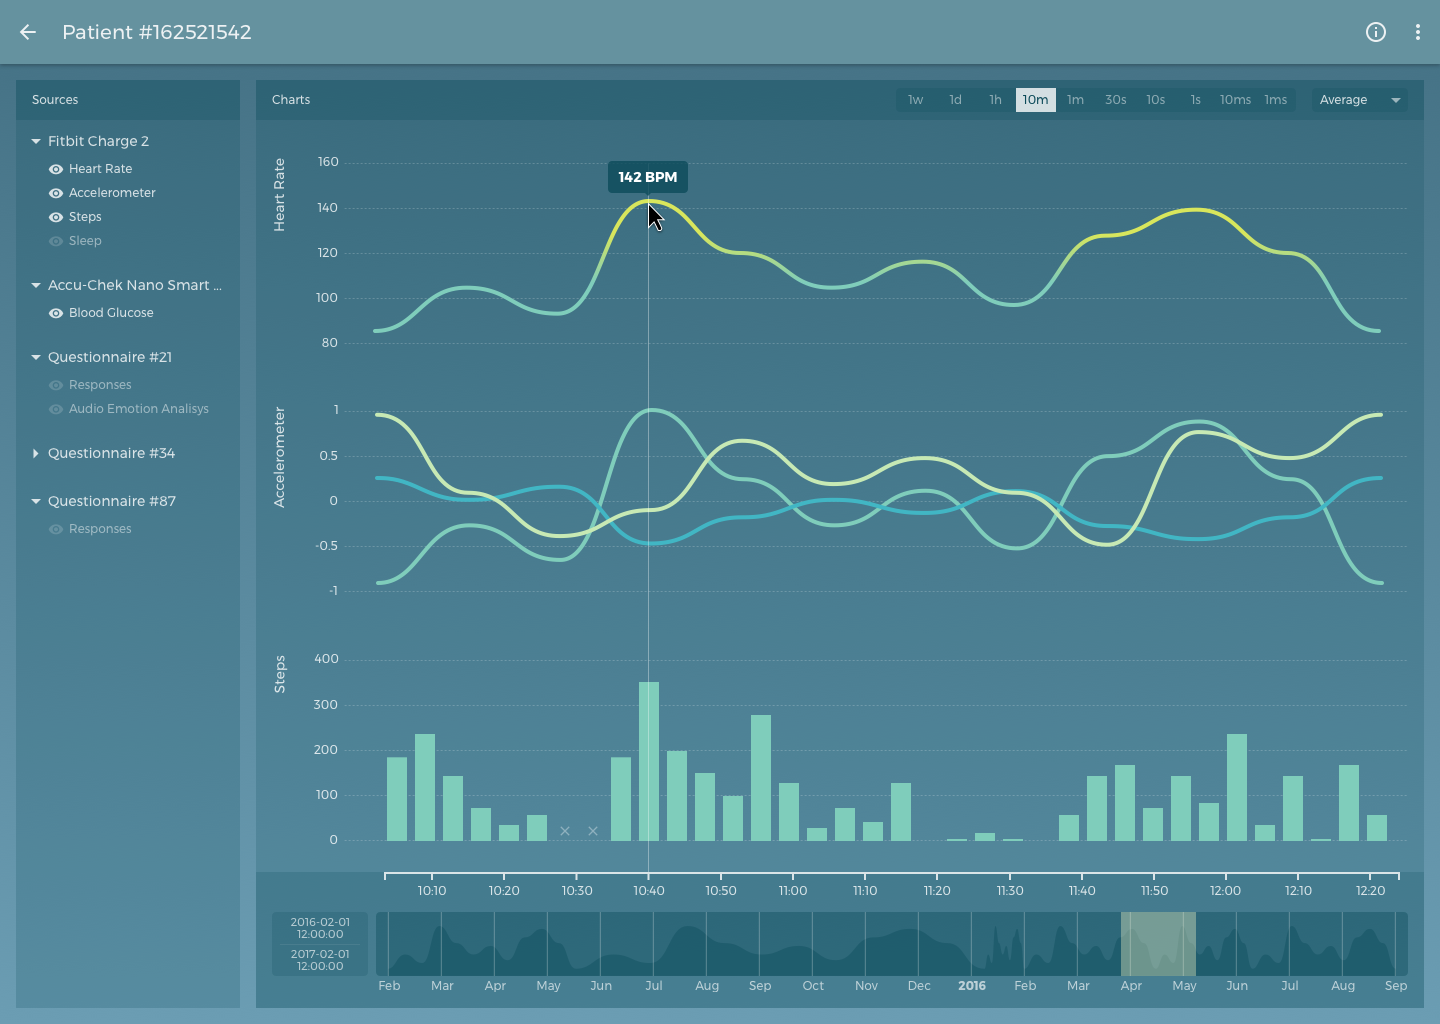 Patient #162521542
Sources
Fitbit Charge 2
Heart Rate
Accelerometer
Steps
Sleep
Accu-Chek Nano Smart ...
Blood Glucose
Questionnaire #21
Responses
Audio Emotion Analisys
Questionnaire #34
Questionnaire #87
Responses
Charts
1w 1d 1h 10m 1m 30s 10s 1s 10ms 1ms
Average
Heart Rate
160
140
120
100
80
142 BPM
Accelerometer
1
0.5
0
-0.5
-1
Steps
400
300
200
100
0
10:10 10:20 10:30 10:40 10:50 11:00 11:10 11:20 11:30 11:40 11:50 12:00 12:10 12:20
2016-02-01
12:00:00
2017-02-01
12:00:00
Feb Mar Apr May Jun Jul Aug Sep Oct Nov Dec 2016 Feb Mar Apr May Jun Jul Aug Sep